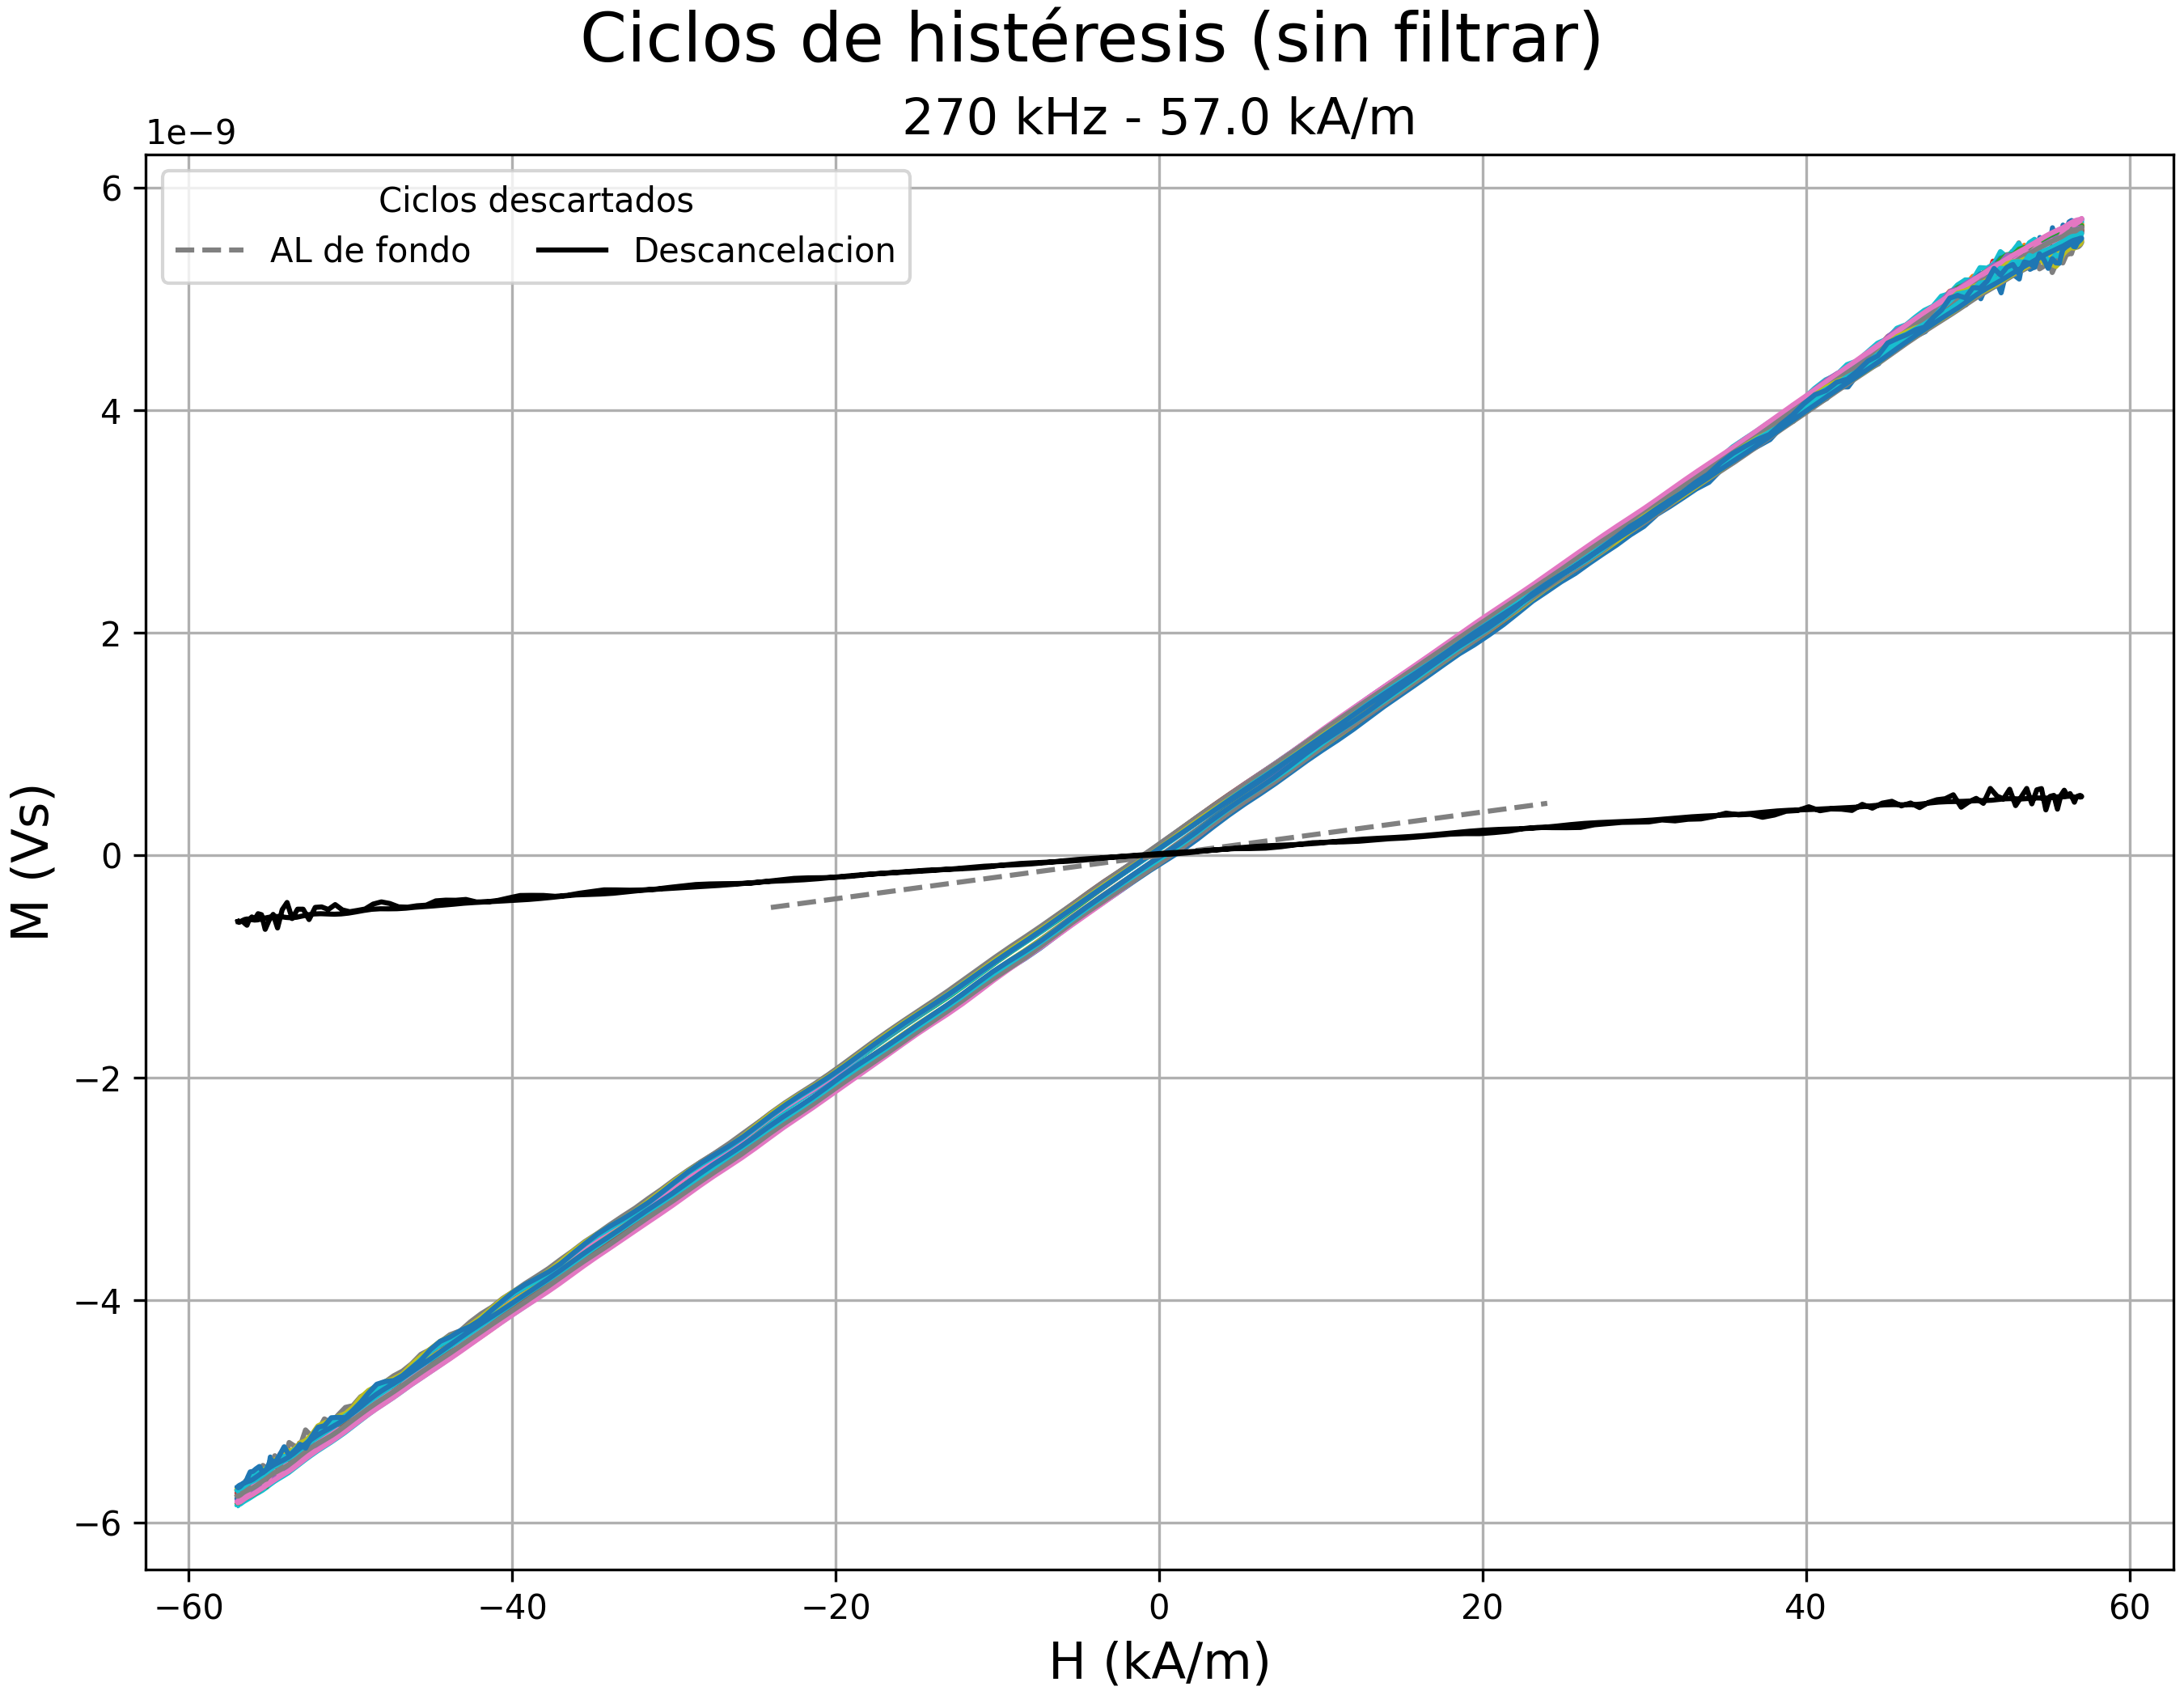 Ciclos de histéresis (sin filtrar)
270 kHz - 57.0 kA/m
1e−9
Ciclos descartados
AL de fondo
Descancelacion
6
4
2
0
−2
−4
−6
M (Vs)
−60
−40
−20
0
20
40
60
H (kA/m)